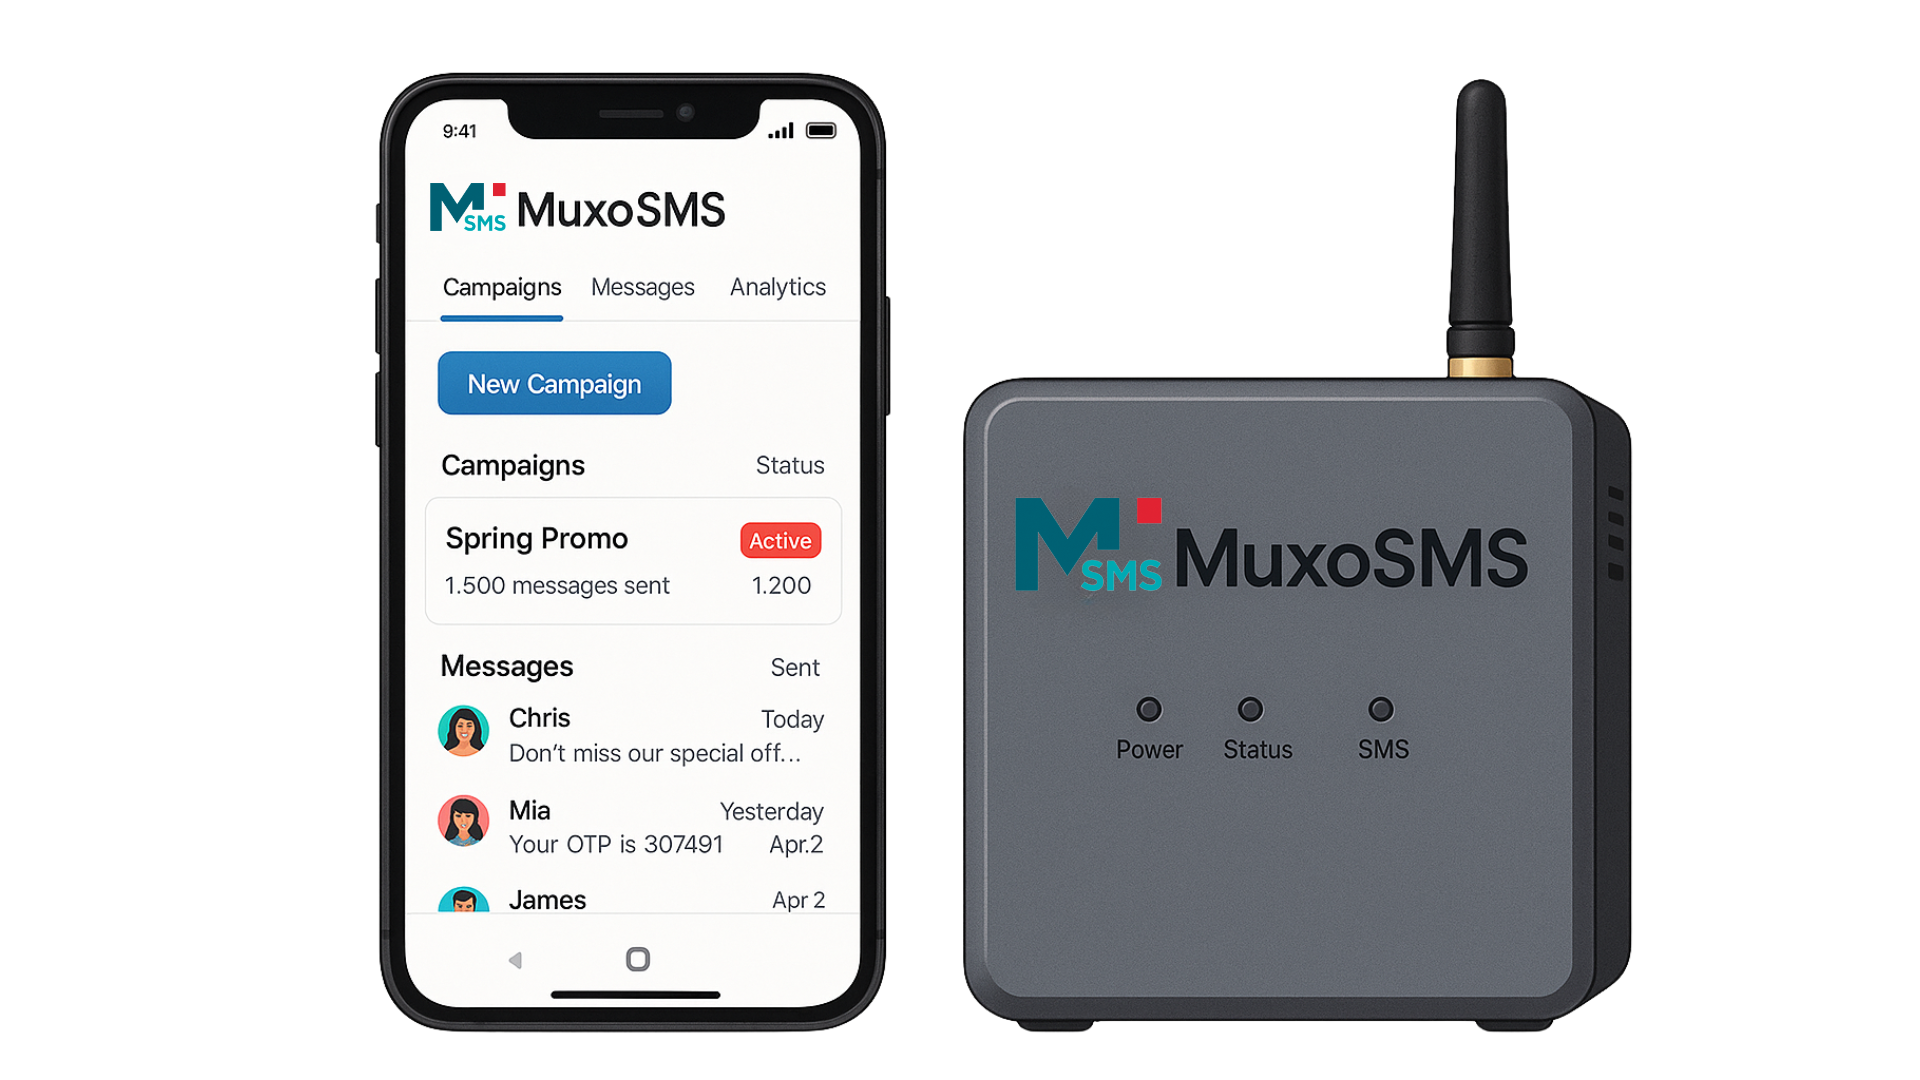 9:41
M SMS MuxoSMS
Campaigns Messages Analytics
New Campaign
Campaigns Status
Spring Promo Active
1.500 messages sent 1.200
Messages Sent
Chris Today
Don't miss our special off...
Mia Yesterday
Your OTP is 307491 Apr.2
James Apr 2
M SMS MuxoSMS
Power Status SMS